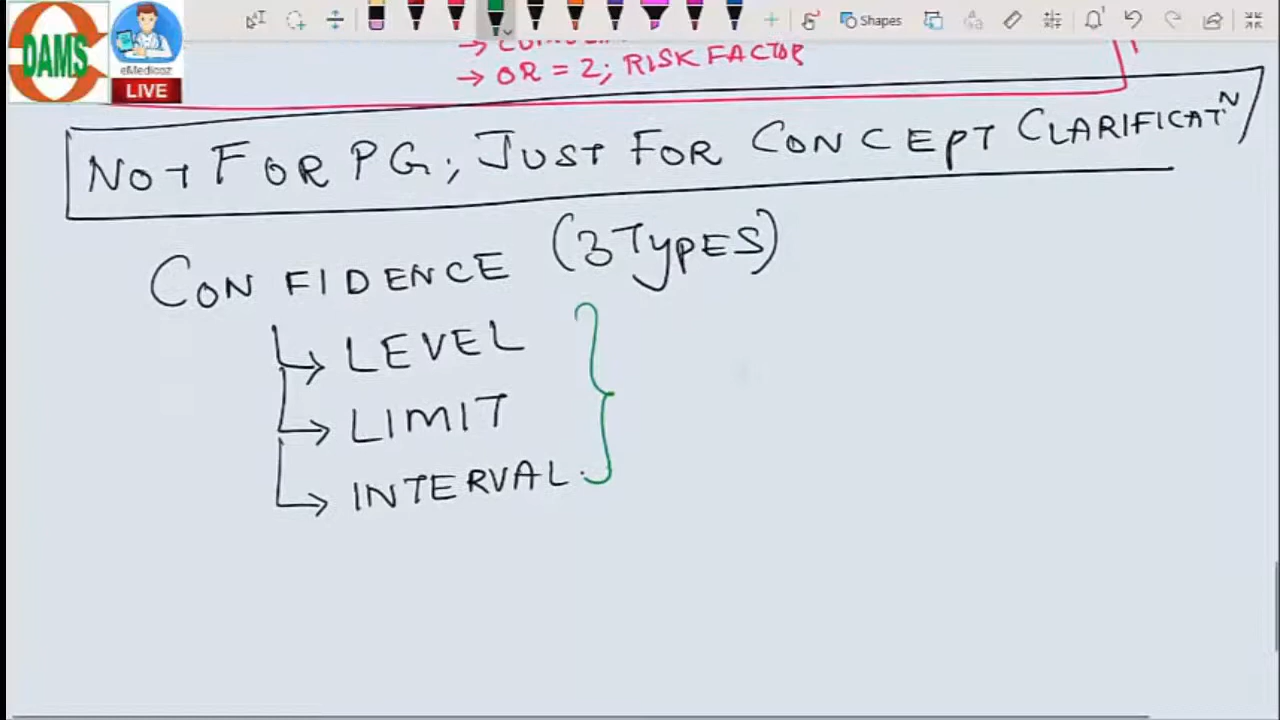 DAMS
eMedicoz
LIVE
Shapes
→ OR = 2; RISK FACTOR
NOT FOR PG; JUST FOR CONCEPT CLARIFICATN
CONFIDENCE (3 TYPES)
→ LEVEL
→ LIMIT
→ INTERVAL